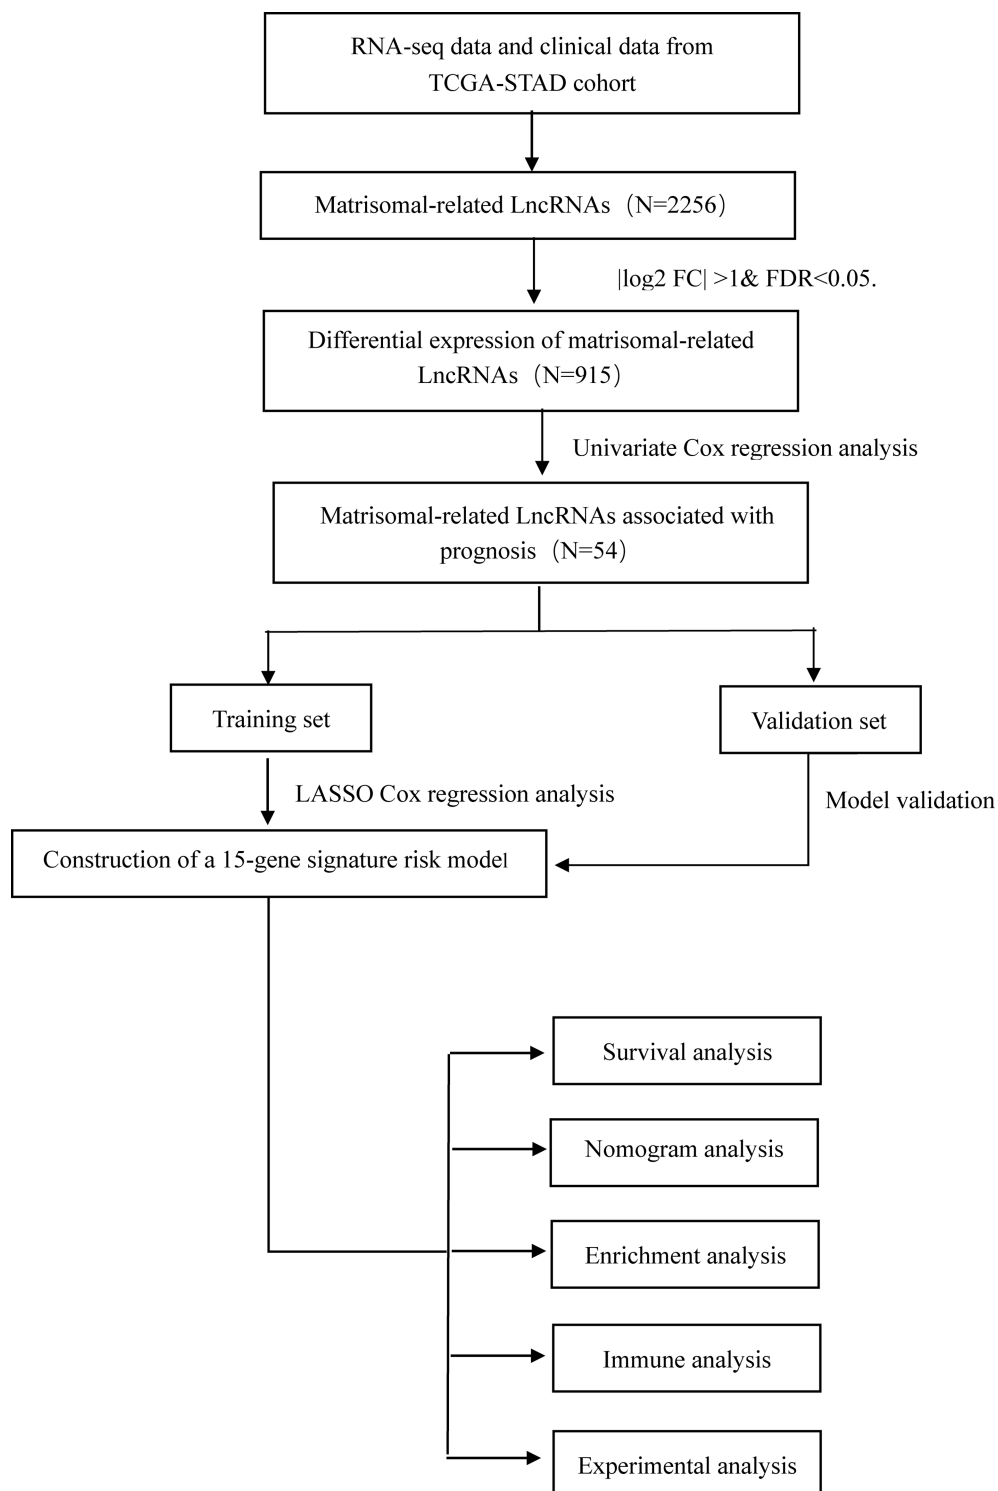 RNA-seq data and clinical data from
TCGA-STAD cohort
Matrisomal-related LncRNAs（N=2256）
|log2 FC| >1& FDR<0.05.
Differential expression of matrisomal-related
LncRNAs（N=915）
Univariate Cox regression analysis
Matrisomal-related LncRNAs associated with
prognosis（N=54）
Training set
Validation set
LASSO Cox regression analysis
Model validation
Construction of a 15-gene signature risk model
Survival analysis
Nomogram analysis
Enrichment analysis
Immune analysis
Experimental analysis